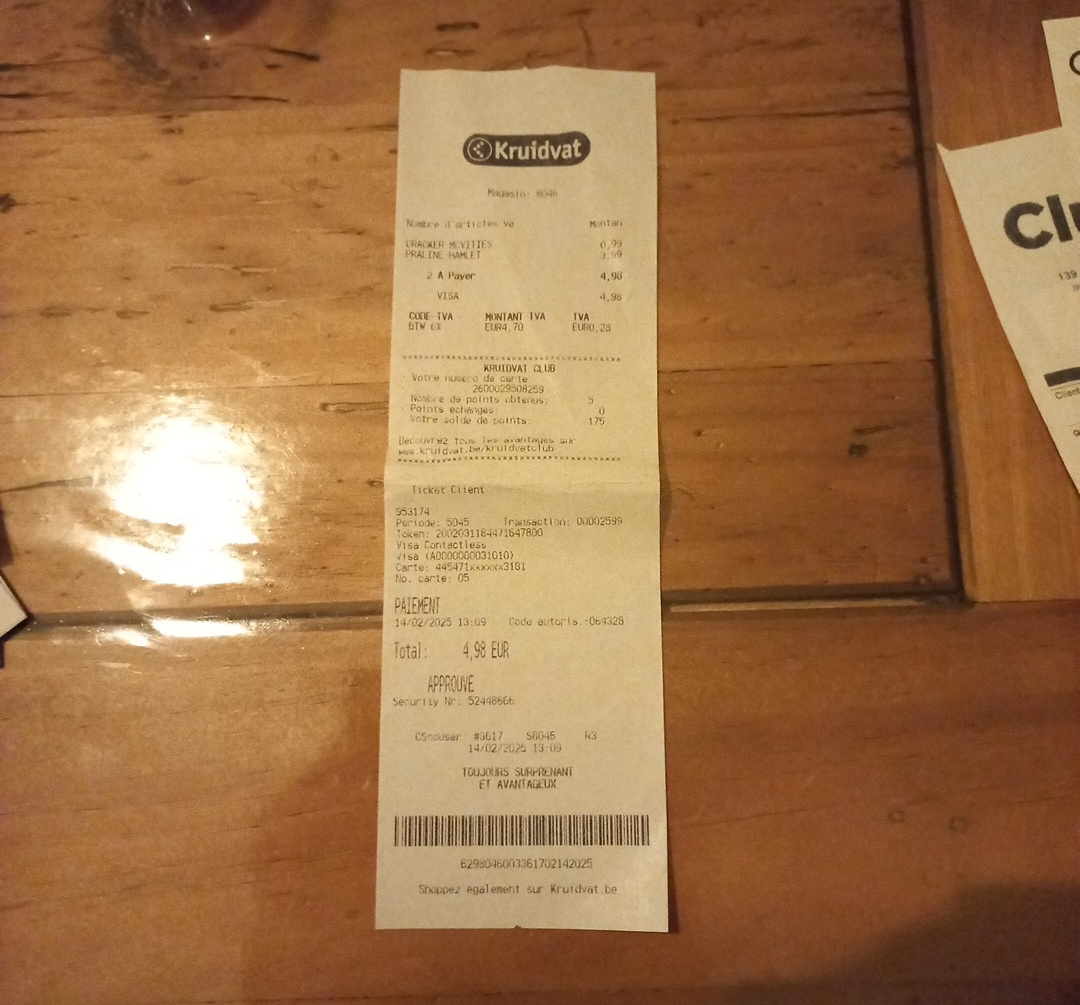 Kruidvat
Magasin: 8046
Nombre d'articles ve Montan
CRACKER MCVITIES 0,99
PRALINE HAMLET 3,99
2 A Payer 4,98
VISA 4,98
CODE TVA MONTANT TVA TVA
BTW 6% EUR4,70 EUR0,28
KRUIDVAT CLUB
Votre numero de carte
2600029508259
Nombre de points obtenus: 5
Points echanges: 0
Votre solde de points: 175
Decouvrez tous les avantages sur
www.kruidvat.be/kruidvatclub
Ticket Client
953174
Periode: 5045 Transaction: 00002599
Token: 2002031184471647800
Visa Contactless
Visa (A0000000031010)
Carte: 445471xxxxxx3181
No. carte: 05
PAIEMENT
14/02/2025 13:09 Code autoris.:064328
Total: 4,98 EUR
APPROUVE
Security Nr. 52448666
#3617 S8046 R3
14/02/2025 13:09
TOUJOURS SURPRENANT
ET AVANTAGEUX
6298046003361702142025
Shoppez également sur Kruidvat.be
139
Client